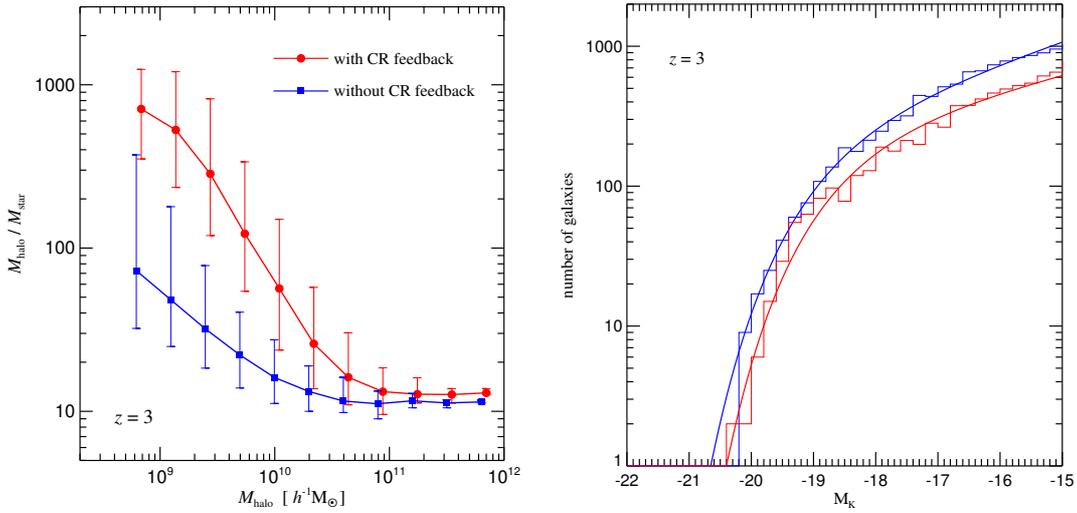 1000
100
10
M_halo / M_star
with CR feedback
without CR feedback
z = 3
10^9
10^10
10^11
10^12
M_halo [ h^-1 M_⊙ ]
1000
100
10
1
number of galaxies
z = 3
-22
-21
-20
-19
-18
-17
-16
-15
M_K